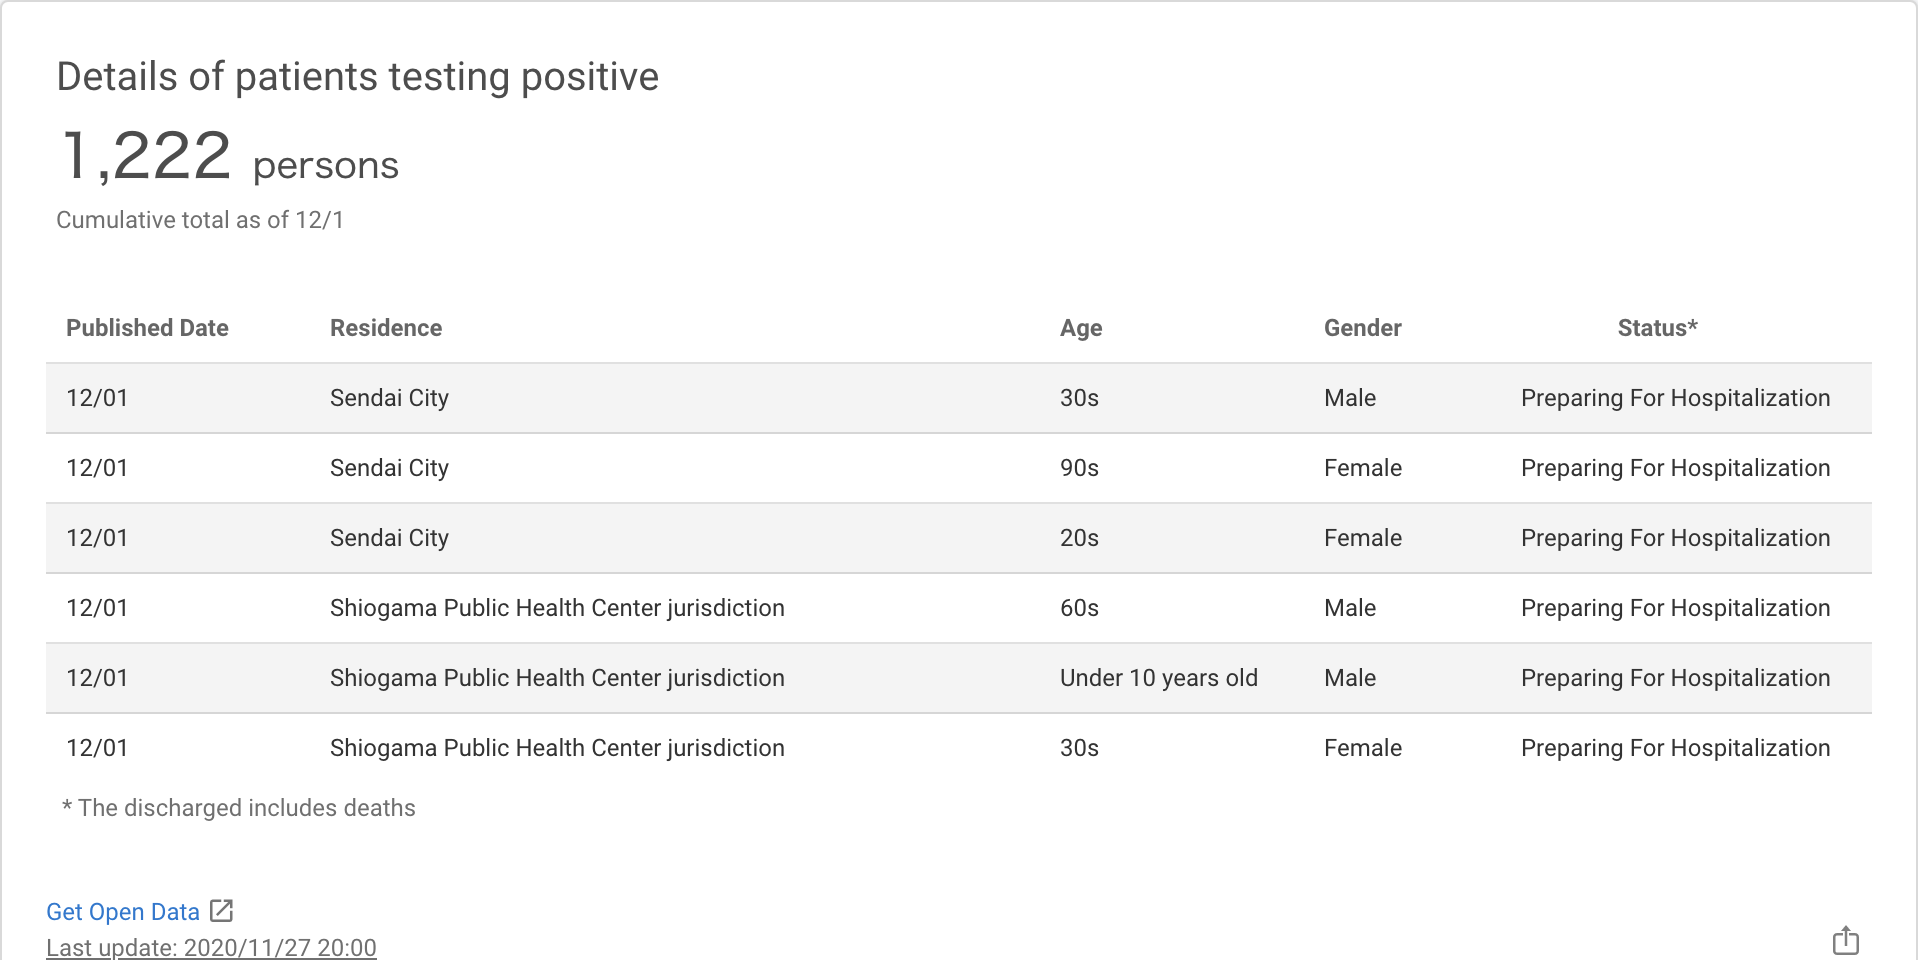 Details of patients testing positive
1,222 persons
Cumulative total as of 12/1
Published Date Residence Age Gender Status*
12/01 Sendai City 30s Male Preparing For Hospitalization
12/01 Sendai City 90s Female Preparing For Hospitalization
12/01 Sendai City 20s Female Preparing For Hospitalization
12/01 Shiogama Public Health Center jurisdiction 60s Male Preparing For Hospitalization
12/01 Shiogama Public Health Center jurisdiction Under 10 years old Male Preparing For Hospitalization
12/01 Shiogama Public Health Center jurisdiction 30s Female Preparing For Hospitalization
* The discharged includes deaths
Get Open Data
Last update: 2020/11/27 20:00